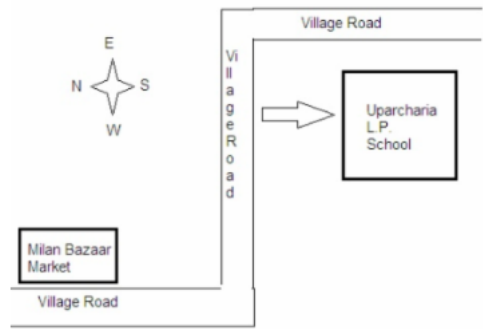 Village Road
E
N
S
W
Vi
ll
a
g
e
R
o
a
d
Uparcharia
L.P.
School
Milan Bazaar
Market
Village Road